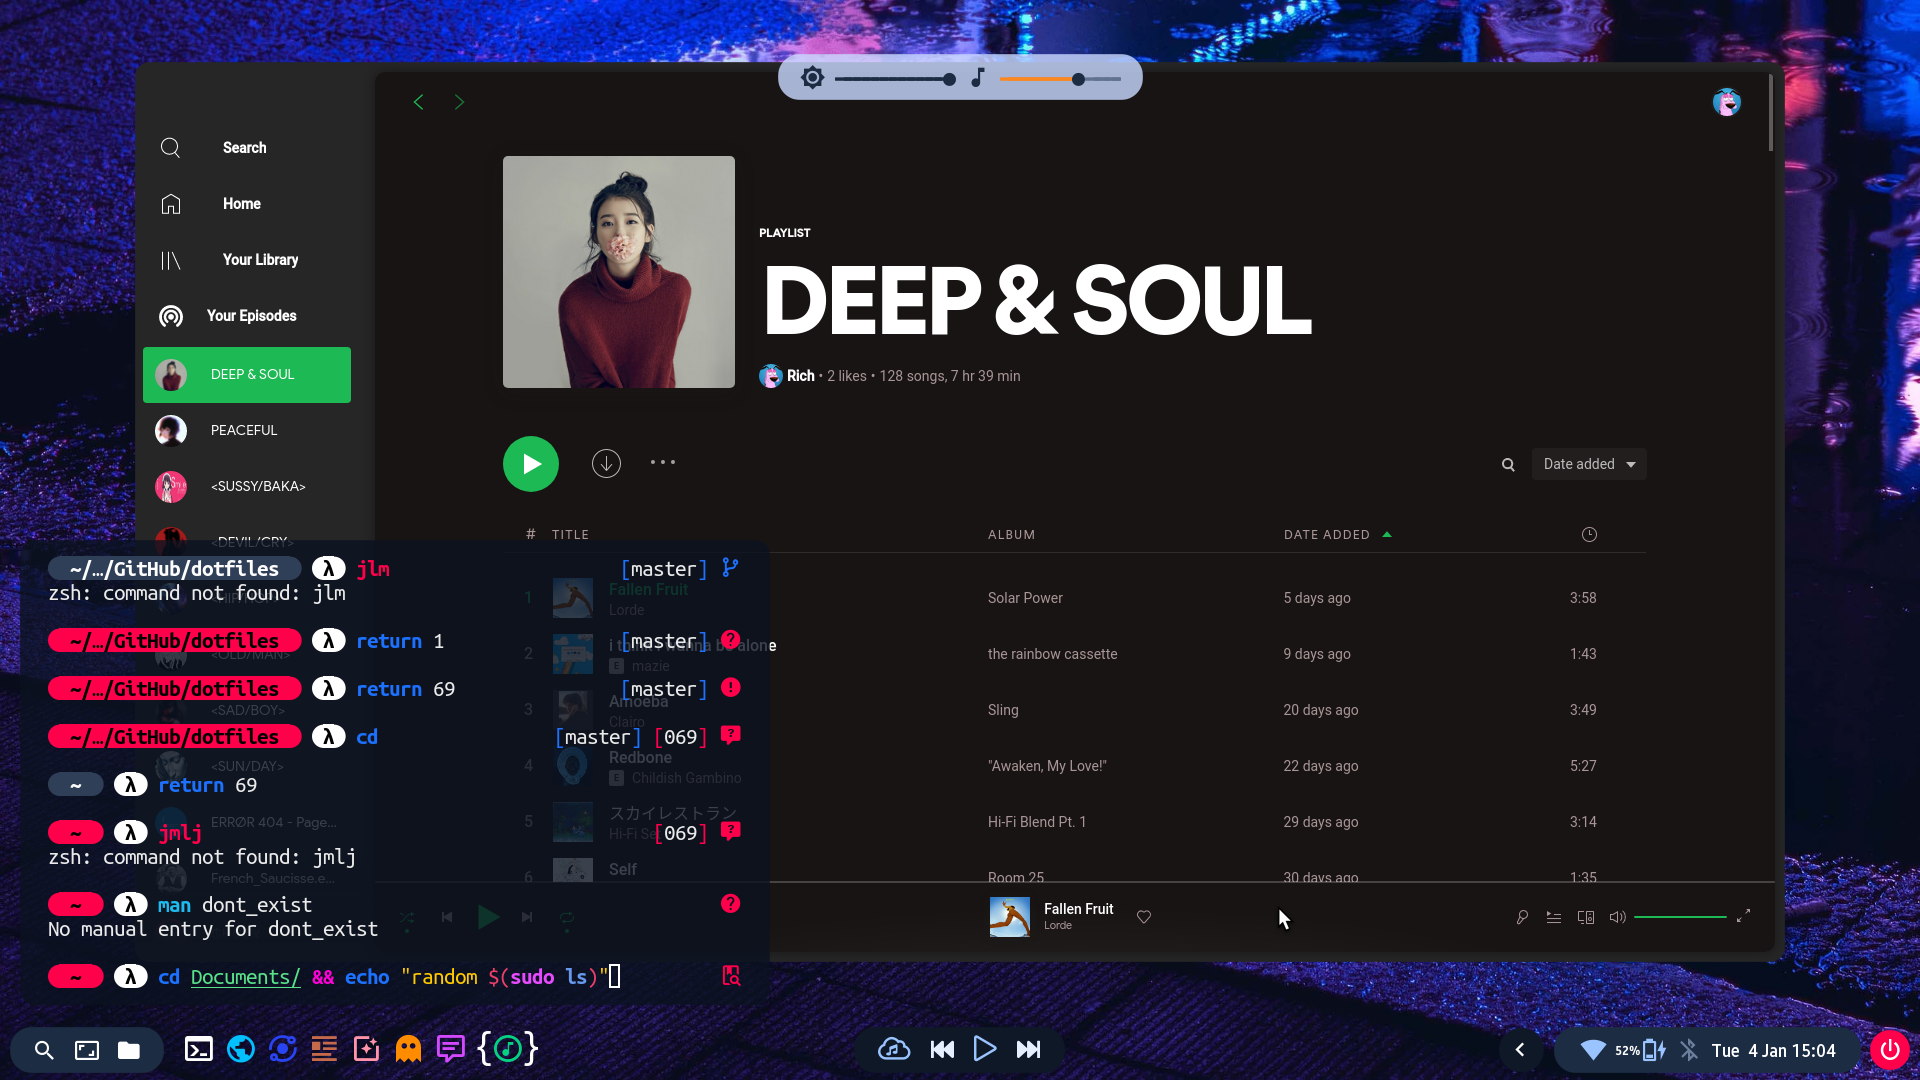 Search
Home
Your Library
Your Episodes
DEEP & SOUL
PEACEFUL
<SUSSY/BAKA>
<DEVIL/CRY>
<OLD/MAN>
<SAD/BOY>
<SUN/DAY>
ERRØR 404 - Page...
French_Saucisse.e...
PLAYLIST
DEEP & SOUL
Rich • 2 likes • 128 songs, 7 hr 39 min
Date added
# TITLE ALBUM DATE ADDED
1 Fallen Fruit Solar Power 5 days ago 3:58
Lorde
2 i think i wanna be alone the rainbow cassette 9 days ago 1:43
E mazie
3 Amoeba Sling 20 days ago 3:49
Clairo
4 Redbone "Awaken, My Love!" 22 days ago 5:27
E Childish Gambino
5 スカイレストラン Hi-Fi Blend Pt. 1 29 days ago 3:14
Hi-Fi
6 Self Room 25 30 days ago 1:35
Fallen Fruit
Lorde
~/…/GitHub/dotfiles λ jlm [master]
zsh: command not found: jlm
~/…/GitHub/dotfiles λ return 1 [master]
~/…/GitHub/dotfiles λ return 69 [master]
~/…/GitHub/dotfiles λ cd [master] [069]
~ λ return 69
~ λ jmlj [069]
zsh: command not found: jmlj
~ λ man dont_exist
No manual entry for dont_exist
~ λ cd Documents/ && echo "random $(sudo ls)"
52% Tue 4 Jan 15:04